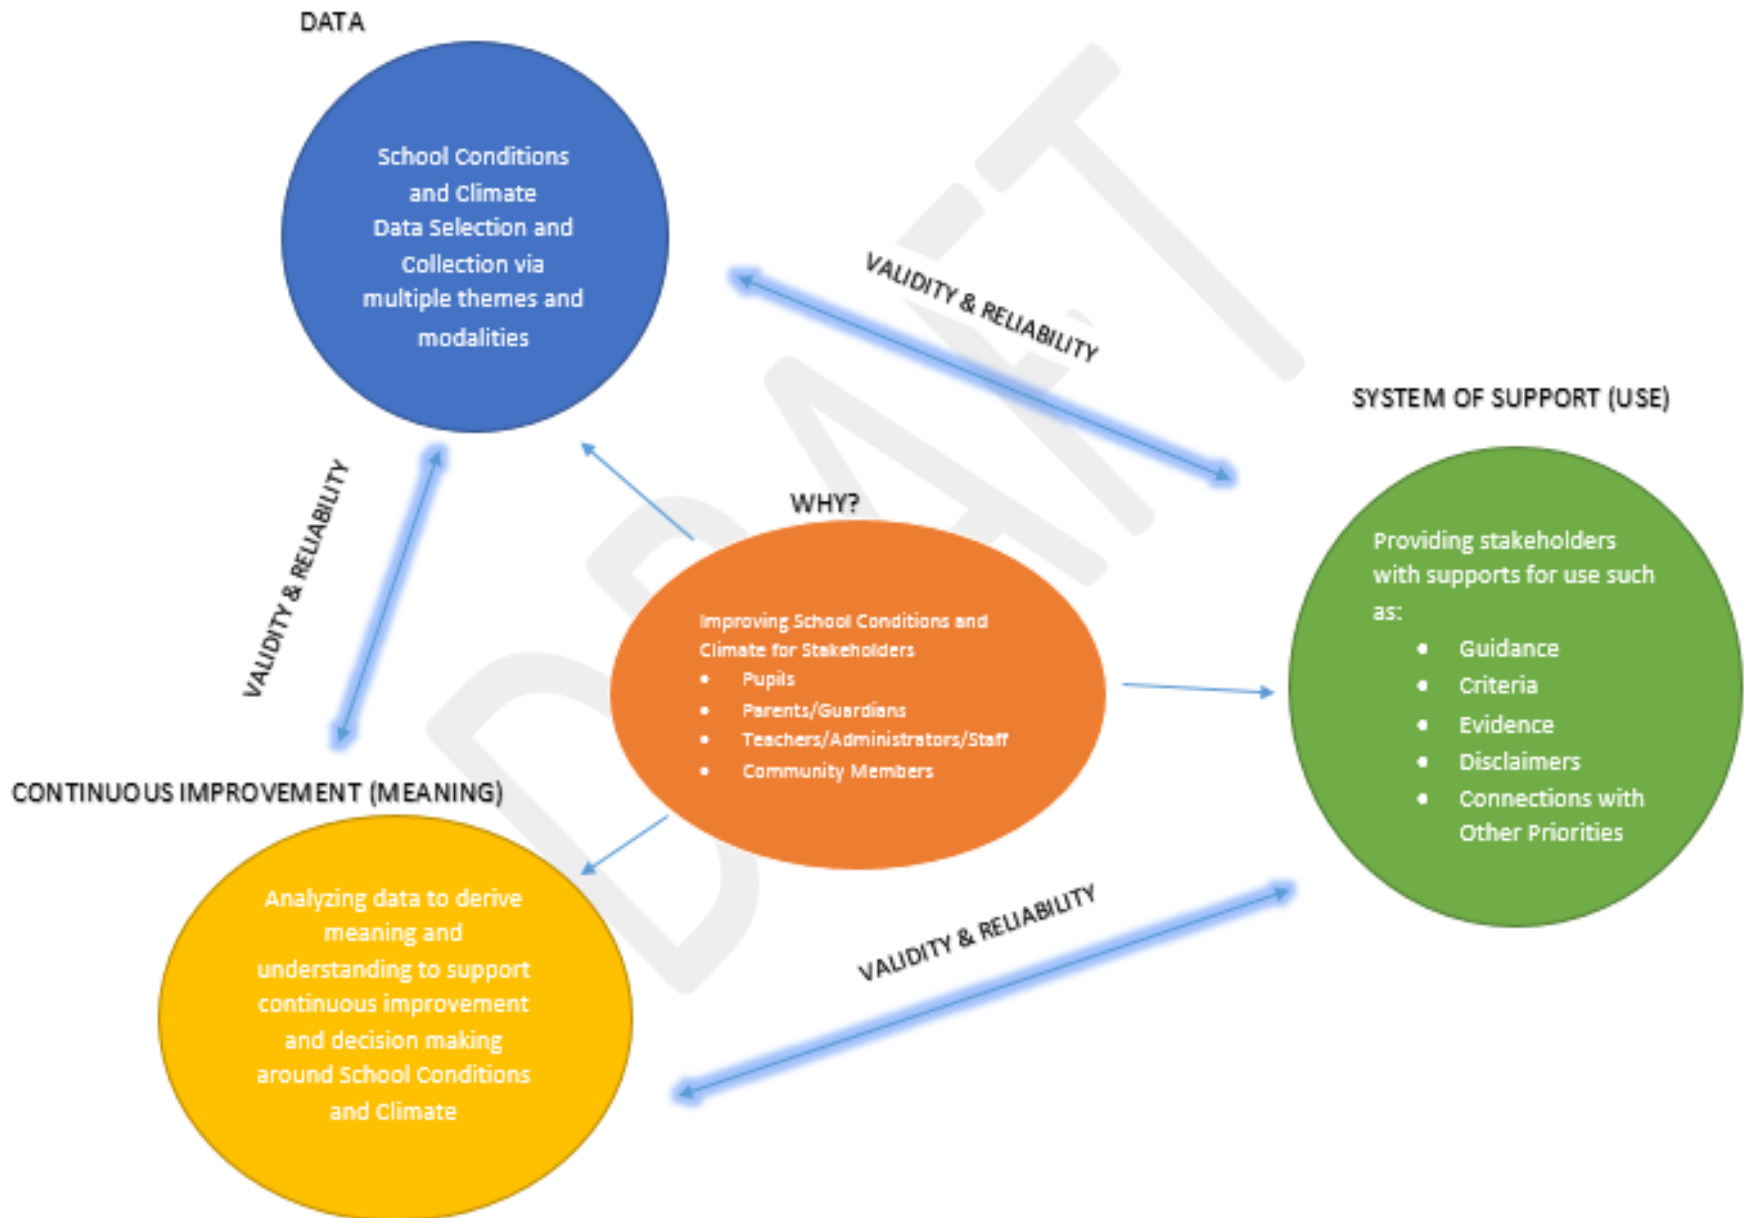 DATA
School Conditions
and Climate
Data Selection and
Collection via
multiple themes and
modalities
VALIDITY & RELIABILITY
SYSTEM OF SUPPORT (USE)
Providing stakeholders
with supports for use such
as:
• Guidance
• Criteria
• Evidence
• Disclaimers
• Connections with
Other Priorities
VALIDITY & RELIABILITY
WHY?
Improving School Conditions and
Climate for Stakeholders
• Pupils
• Parents/Guardians
• Teachers/Administrators/Staff
• Community Members
CONTINUOUS IMPROVEMENT (MEANING)
Analyzing data to derive
meaning and
understanding to support
continuous improvement
and decision making
around School Conditions
and Climate
VALIDITY & RELIABILITY
DRAFT